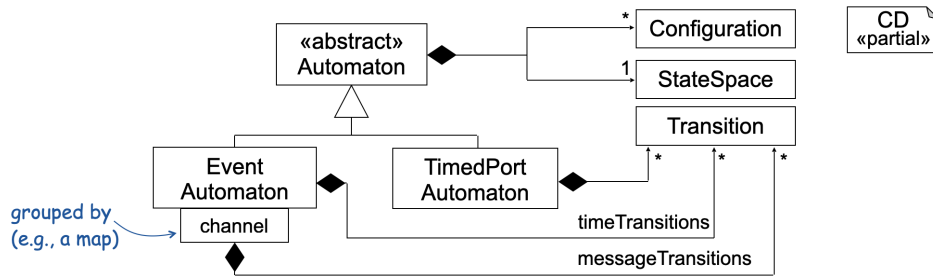 «abstract»
Automaton
*
Configuration
CD
«partial»
1
StateSpace
Transition
*
*
*
Event
Automaton
TimedPort
Automaton
grouped by
(e.g., a map)
channel
timeTransitions
messageTransitions